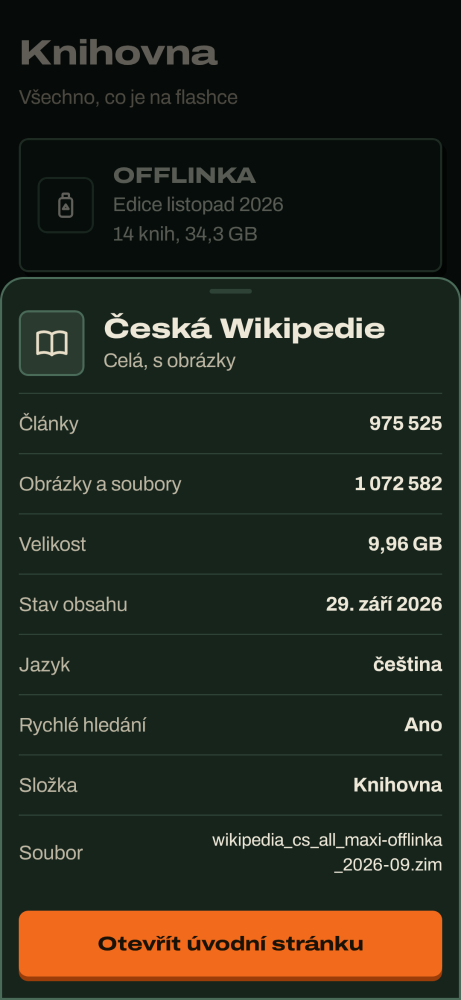 Knihovna
Všechno, co je na flashce
OFFLINKA
Edice listopad 2026
14 knih, 34,3 GB
Česká Wikipedie
Celá, s obrázky
Články 975 525
Obrázky a soubory 1 072 582
Velikost 9,96 GB
Stav obsahu 29. září 2026
Jazyk čeština
Rychlé hledání Ano
Složka Knihovna
Soubor wikipedia_cs_all_maxi-offlinka
_2026-09.zim
Otevřít úvodní stránku